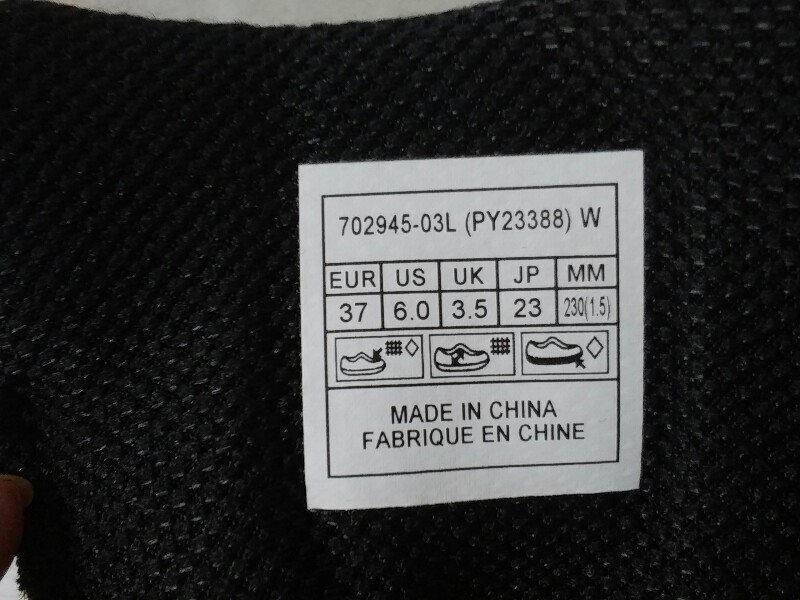 702945-03L (PY23388) W
EUR US UK JP MM
37 6.0 3.5 23 230(1.5)
MADE IN CHINA
FABRIQUE EN CHINE